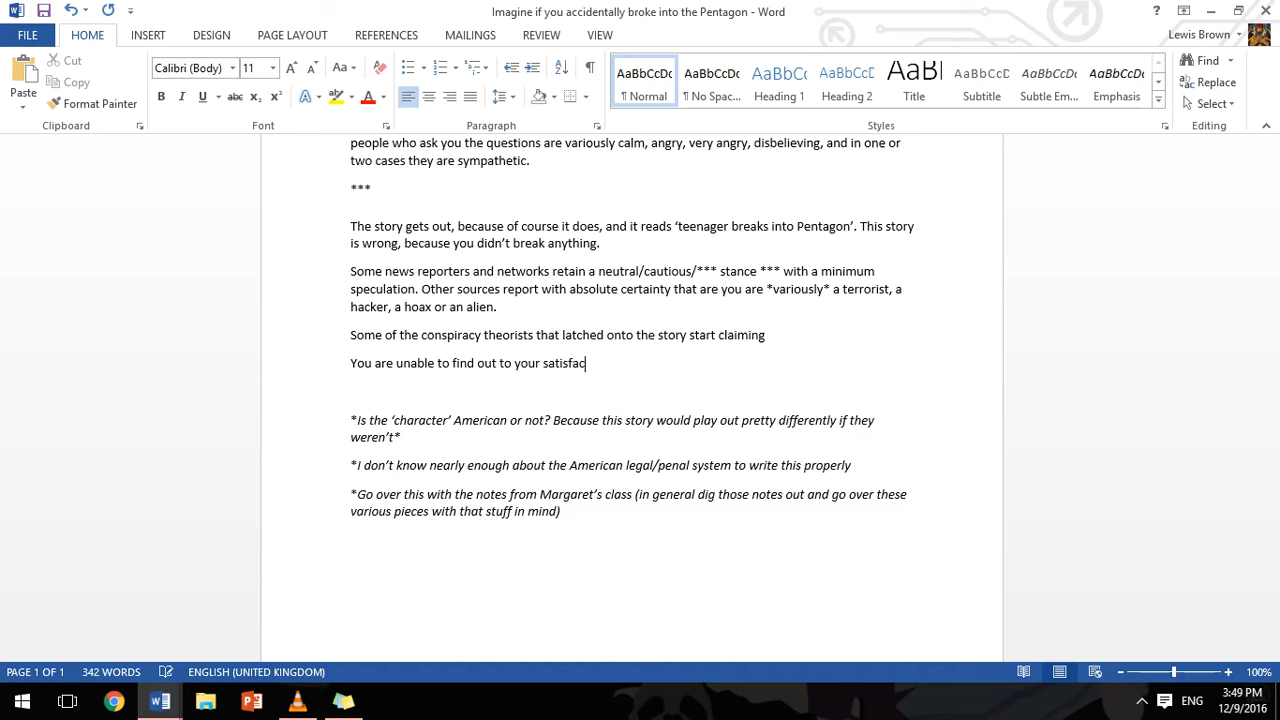 Imagine if you accidentally broke into the Pentagon - Word
FILE HOME INSERT DESIGN PAGE LAYOUT REFERENCES MAILINGS REVIEW VIEW Lewis Brown
Cut
Copy
Format Painter
Paste
Clipboard
Calibri (Body) 11
Aa
B I U abc x₂ x² A A
Font
Paragraph
AaBbCcDc AaBbCcDc AaBbCc AaBbCc AaBl AaBbCcDc AaBbCcDc AaBbCcDc
¶ Normal ¶ No Spac... Heading 1 Heading 2 Title Subtitle Subtle Em... Emphasis
Styles
Find
Replace
Select
Editing
people who ask you the questions are variously calm, angry, very angry, disbelieving, and in one or
two cases they are sympathetic.
***
The story gets out, because of course it does, and it reads ‘teenager breaks into Pentagon’. This story
is wrong, because you didn’t break anything.
Some news reporters and networks retain a neutral/cautious/*** stance *** with a minimum
speculation. Other sources report with absolute certainty that are you are *variously* a terrorist, a
hacker, a hoax or an alien.
Some of the conspiracy theorists that latched onto the story start claiming
You are unable to find out to your satisfac
*Is the ‘character’ American or not? Because this story would play out pretty differently if they
weren’t*
*I don’t know nearly enough about the American legal/penal system to write this properly
*Go over this with the notes from Margaret’s class (in general dig those notes out and go over these
various pieces with that stuff in mind)
PAGE 1 OF 1 342 WORDS ENGLISH (UNITED KINGDOM) 100%
ENG
3:49 PM
12/9/2016